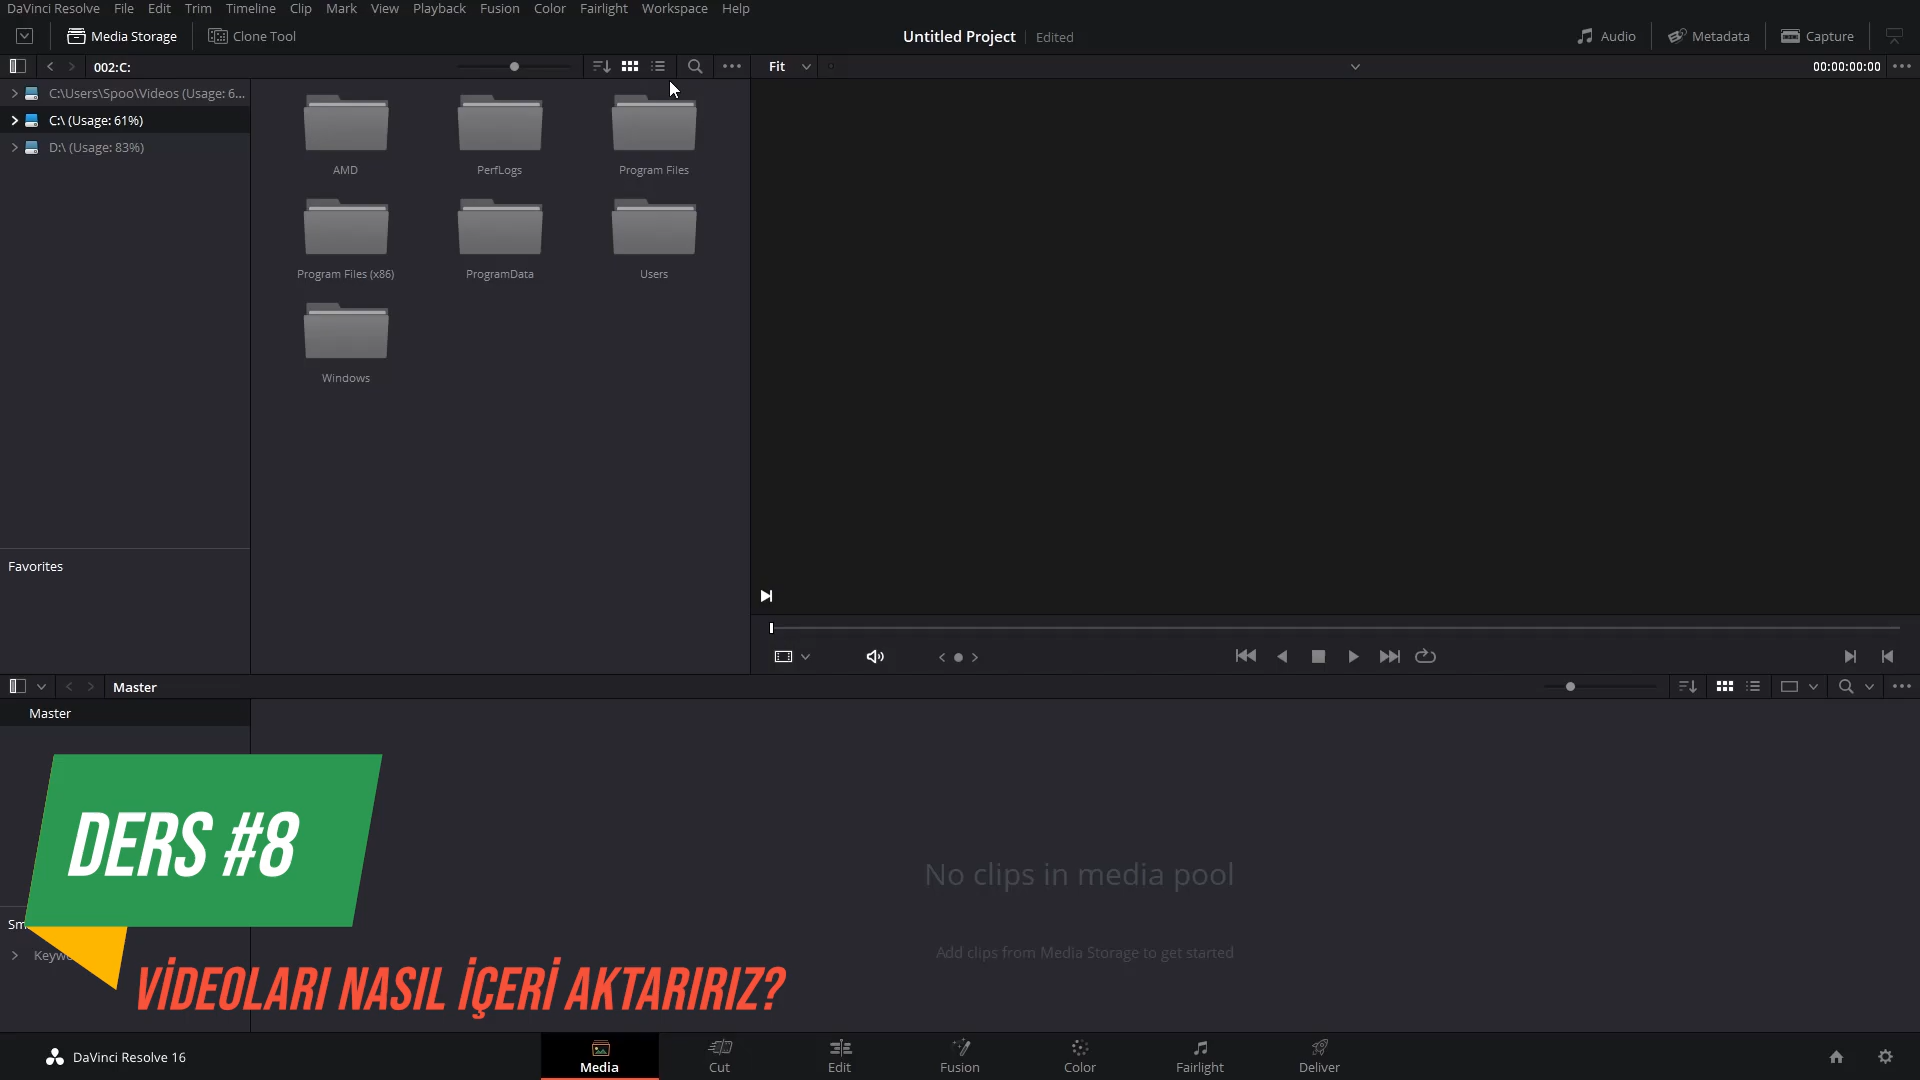 DaVinci Resolve File Edit Trim Timeline Clip Mark View Playback Fusion Color Fairlight Workspace Help
Media Storage Clone Tool Untitled Project Edited Audio Metadata Capture
002:C: Fit 00:00:00:00
C:\Users\Spoo\Videos (Usage: 6...
C:\ (Usage: 61%)
D:\ (Usage: 83%)
AMD PerfLogs Program Files
Program Files (x86) ProgramData Users
Windows
Favorites
Master
Master
DERS #8
No clips in media pool
Add clips from Media Storage to get started
VİDEOLARI NASIL İÇERİ AKTARIRIZ?
DaVinci Resolve 16
Media Cut Edit Fusion Color Fairlight Deliver